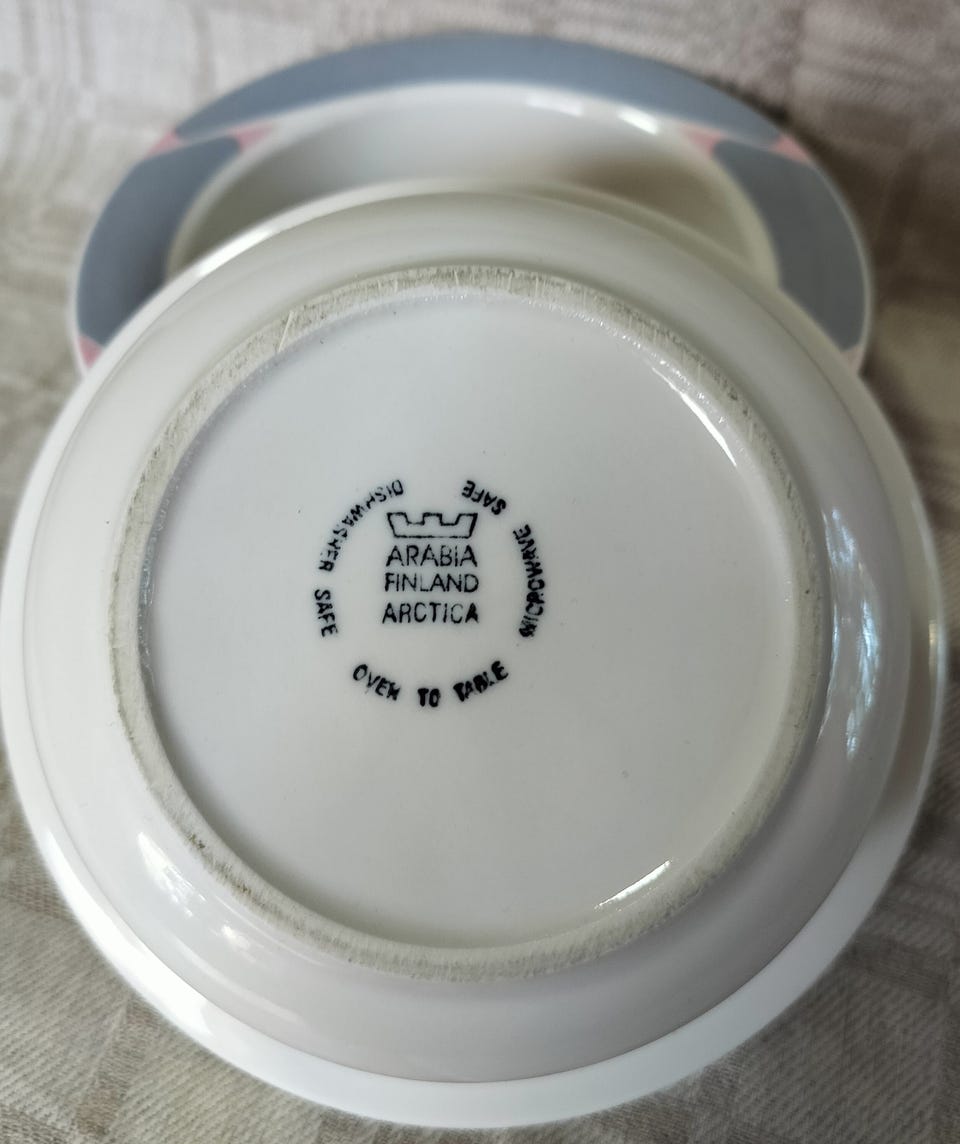 ARABIA
FINLAND
ARCTICA
DISHWASHER SAFE
OVEN TO TABLE
MICROWAVE SAFE